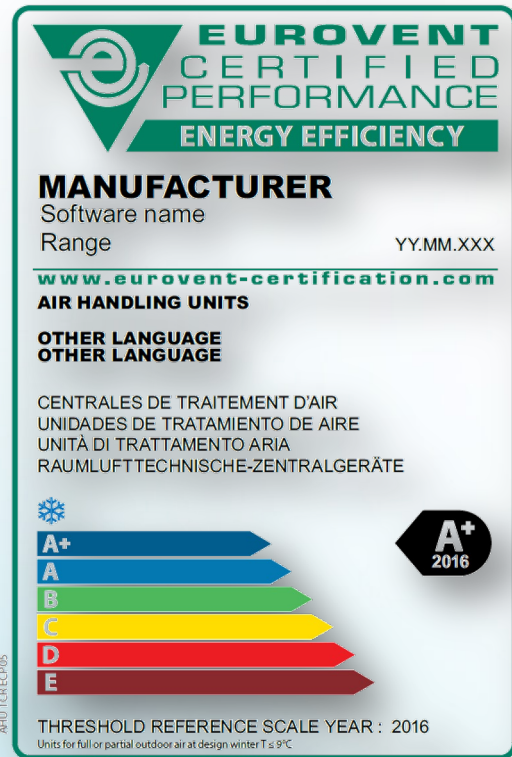 EUROVENT
CERTIFIED
PERFORMANCE
ENERGY EFFICIENCY
MANUFACTURER
Software name
Range YY.MM.XXX
www.eurovent-certification.com
AIR HANDLING UNITS
OTHER LANGUAGE
OTHER LANGUAGE
CENTRALES DE TRAITEMENT D'AIR
UNIDADES DE TRATAMIENTO DE AIRE
UNITÀ DI TRATTAMENTO ARIA
RAUMLUFTTECHNISCHE-ZENTRALGERÄTE
A+
A
B
C
D
E
A+
2016
THRESHOLD REFERENCE SCALE YEAR : 2016
Units for full or partial outdoor air at design winter T ≤ 9°C